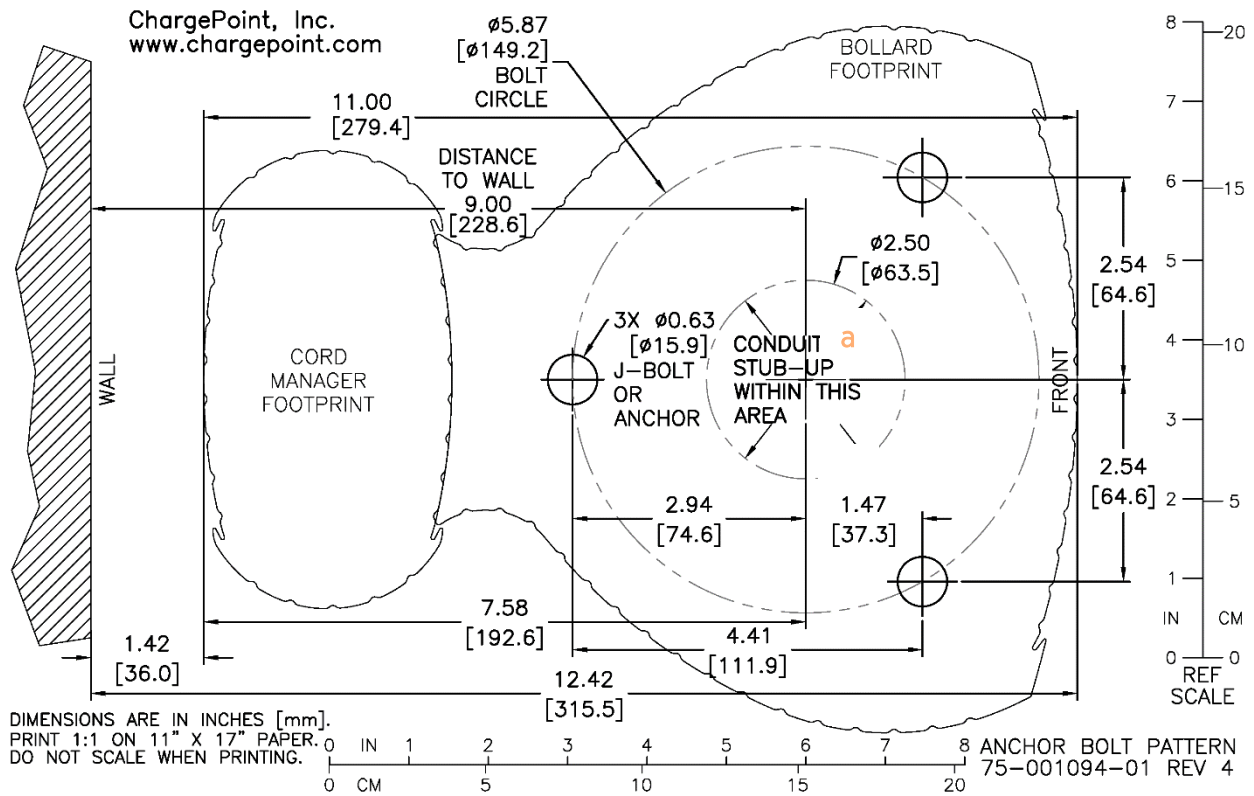 ChargePoint, Inc.
www.chargepoint.com
ø5.87
[ø149.2]
BOLT
CIRCLE
BOLLARD
FOOTPRINT
11.00
[279.4]
DISTANCE
TO WALL
9.00
[228.6]
ø2.50
[ø63.5]
2.54
[64.6]
3X ø0.63
[ø15.9]
J-BOLT
OR
ANCHOR
CONDUIT
STUB-UP
WITHIN THIS
AREA
a
WALL
CORD
MANAGER
FOOTPRINT
FRONT
2.54
[64.6]
2.94
[74.6]
1.47
[37.3]
7.58
[192.6]
4.41
[111.9]
1.42
[36.0]
12.42
[315.5]
8
7
6
5
4
3
2
1
IN
0
20
15
10
5
CM
0
REF
SCALE
DIMENSIONS ARE IN INCHES [mm].
PRINT 1:1 ON 11" X 17" PAPER.
DO NOT SCALE WHEN PRINTING.
0 IN 1 2 3 4 5 6 7 8
0 CM 5 10 15 20
ANCHOR BOLT PATTERN
75-001094-01 REV 4